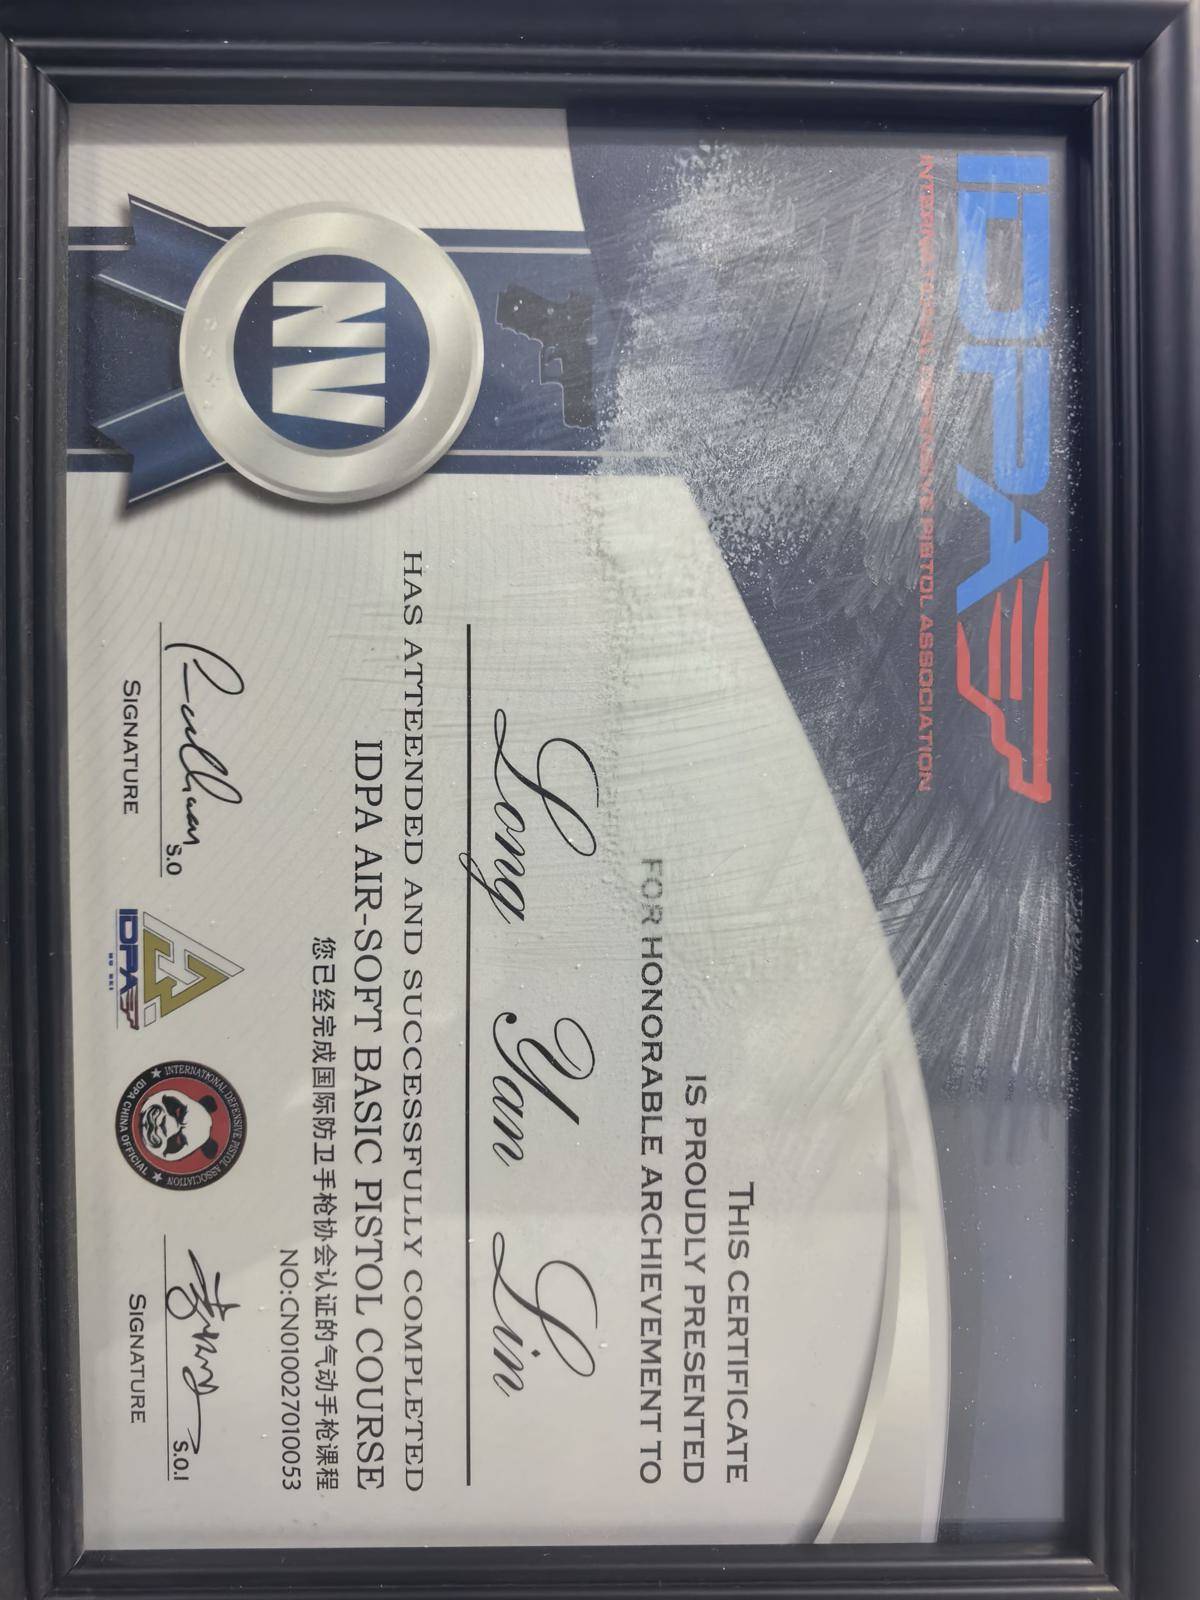 IDPA
INTERNATIONAL DEFENSIVE PISTOL ASSOCIATION
THIS CERTIFICATE
IS PROUDLY PRESENTED
FOR HONORABLE ARCHIEVEMENT TO
Long Yan Lin
HAS ATTEENDED AND SUCCESSFULLY COMPLETED
IDPA AIR-SOFT BASIC PISTOL COURSE
您已经完成国际防卫手枪协会认证的气动手枪课程
NO:CN01002701​0053
NV
S.O
SIGNATURE
IDPA
INTERNATIONAL DEFENSIVE PISTOL ASSOCIATION
IDPA CHINA OFFICIAL
S.O.I
SIGNATURE